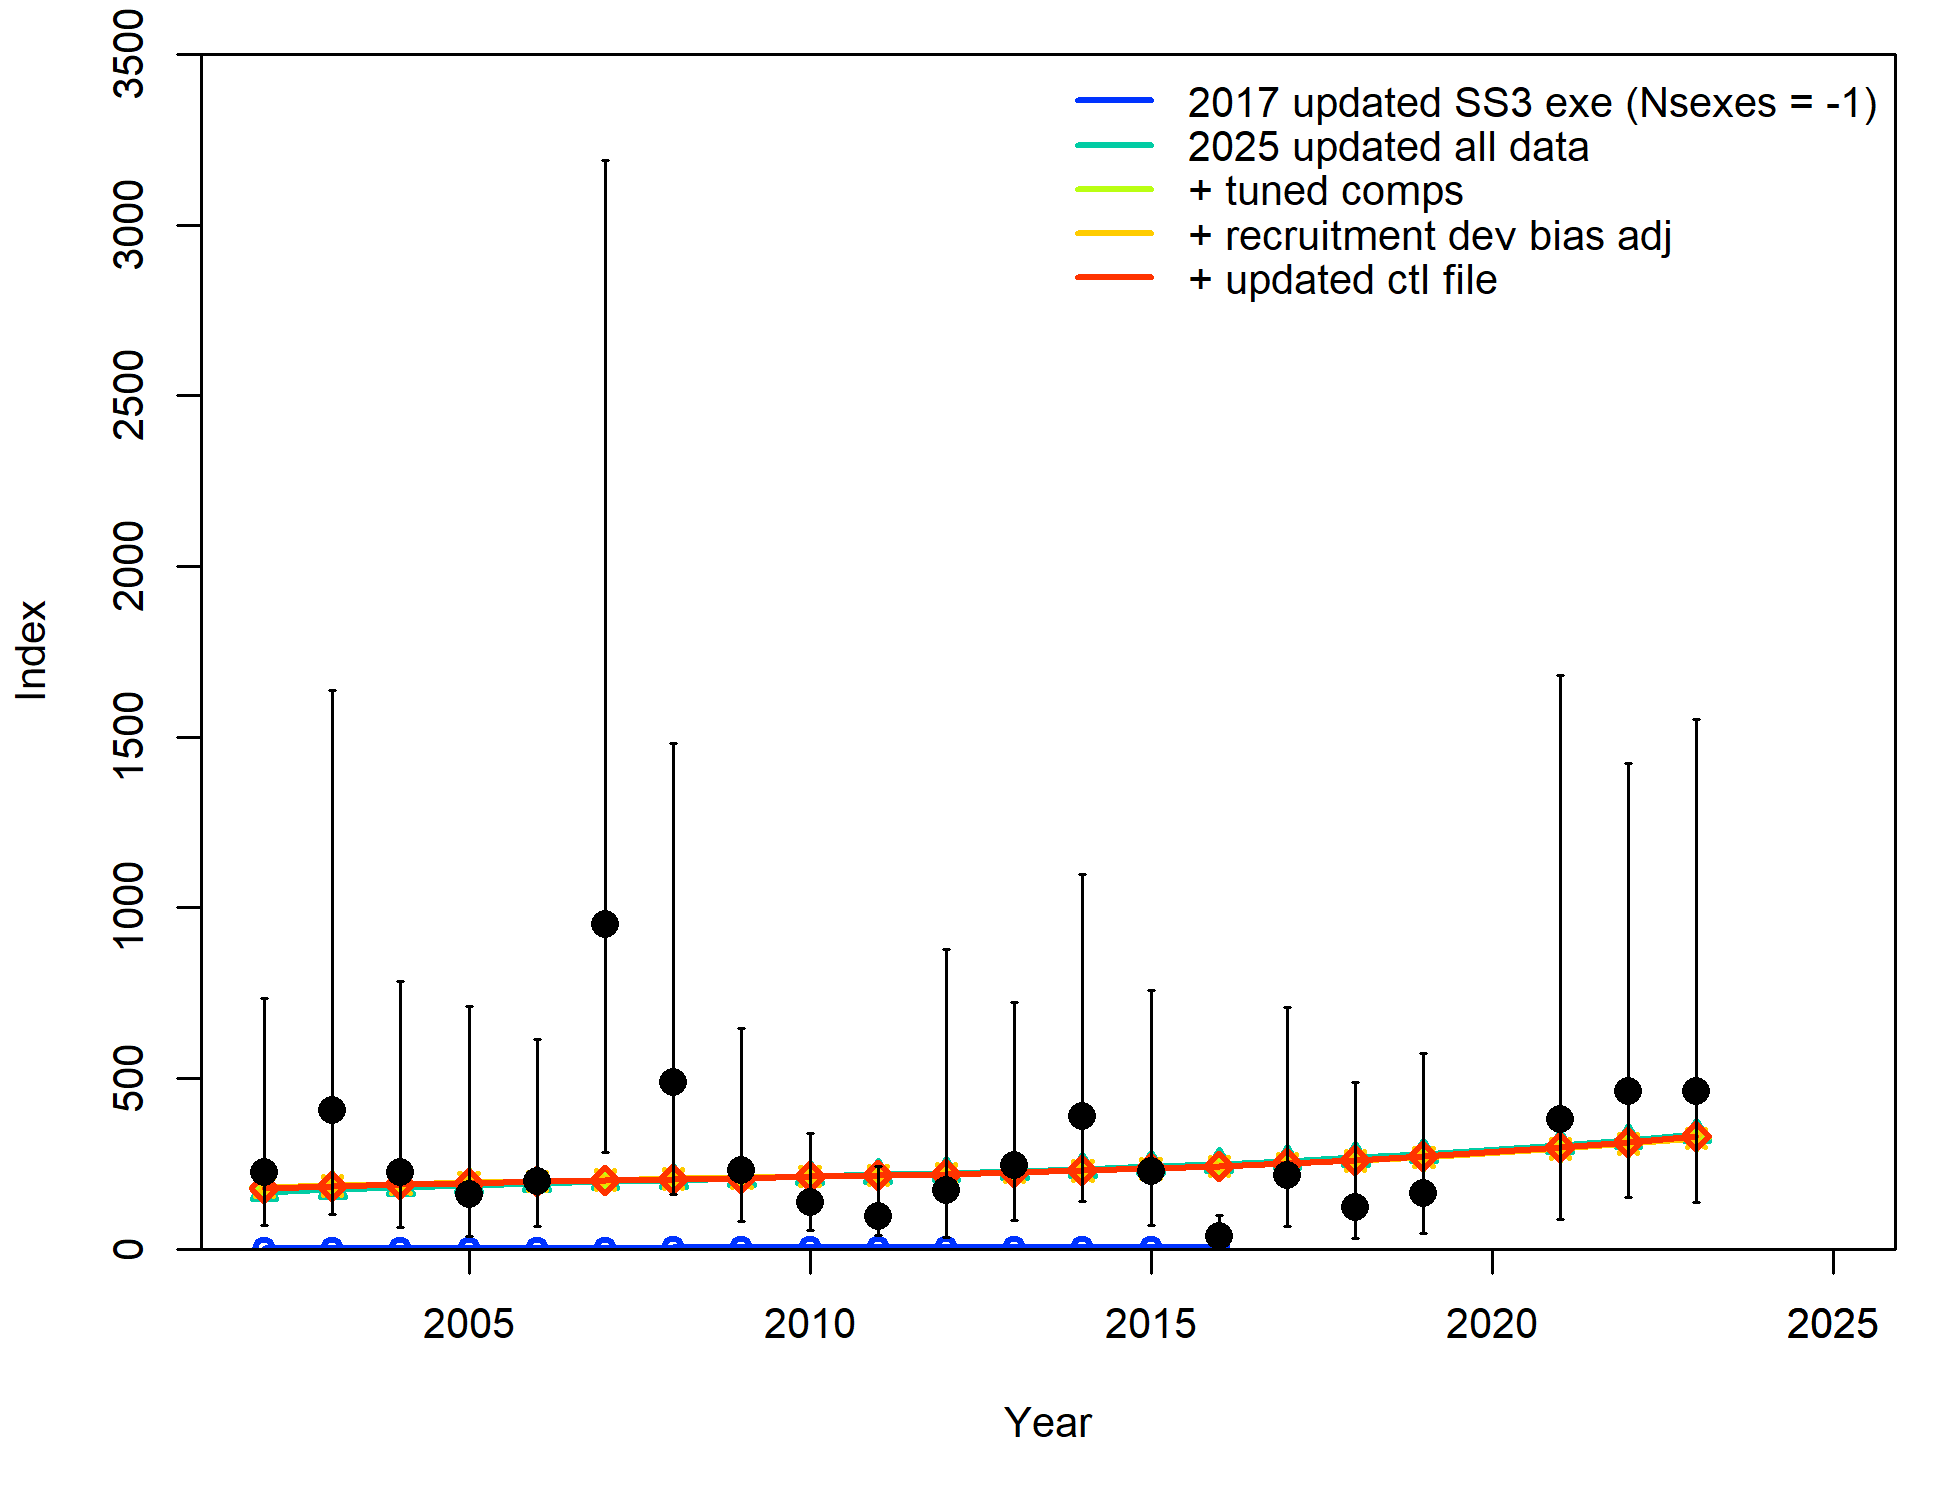 3500
3000
2500
2000
1500
1000
500
0
Index
2017 updated SS3 exe (Nsexes = -1)
2025 updated all data
+ tuned comps
+ recruitment dev bias adj
+ updated ctl file
2005 2010 2015 2020 2025
Year